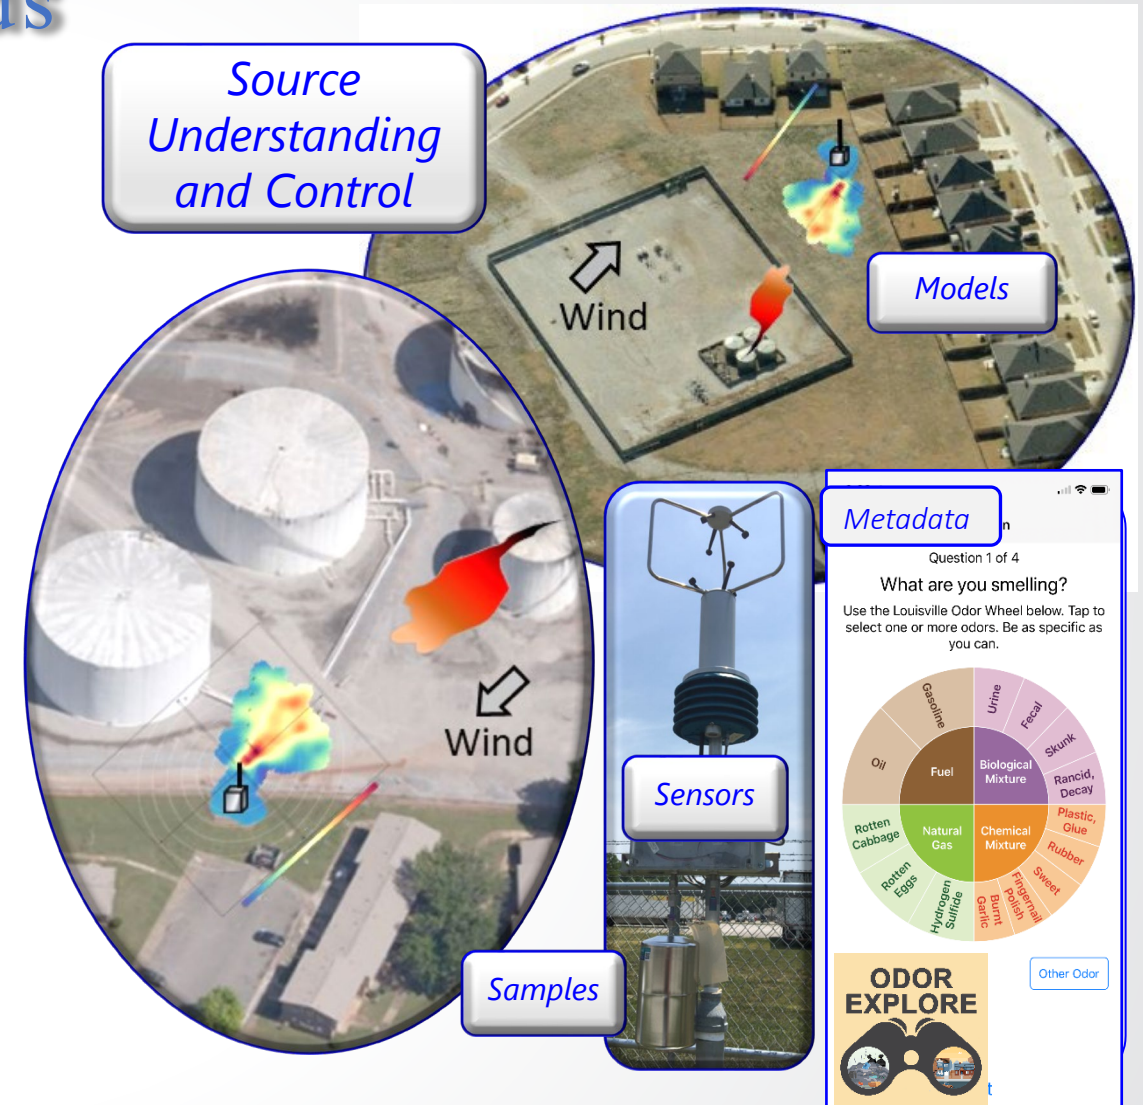 us
Source
Understanding
and Control
Wind
Models
Wind
Sensors
Samples
Metadata
Question 1 of 4
What are you smelling?
Use the Louisville Odor Wheel below. Tap to
select one or more odors. Be as specific as
you can.
Gasoline
Oil
Fuel
Urine
Fecal
Skunk
Rancid,
Decay
Biological
Mixture
Rotten
Cabbage
Rotten
Eggs
Hydrogen
Sulfide
Natural
Gas
Chemical
Mixture
Plastic,
Glue
Rubber
Sweet
Fingernail
Polish
Burnt
Garlic
Other Odor
ODOR
EXPLORE